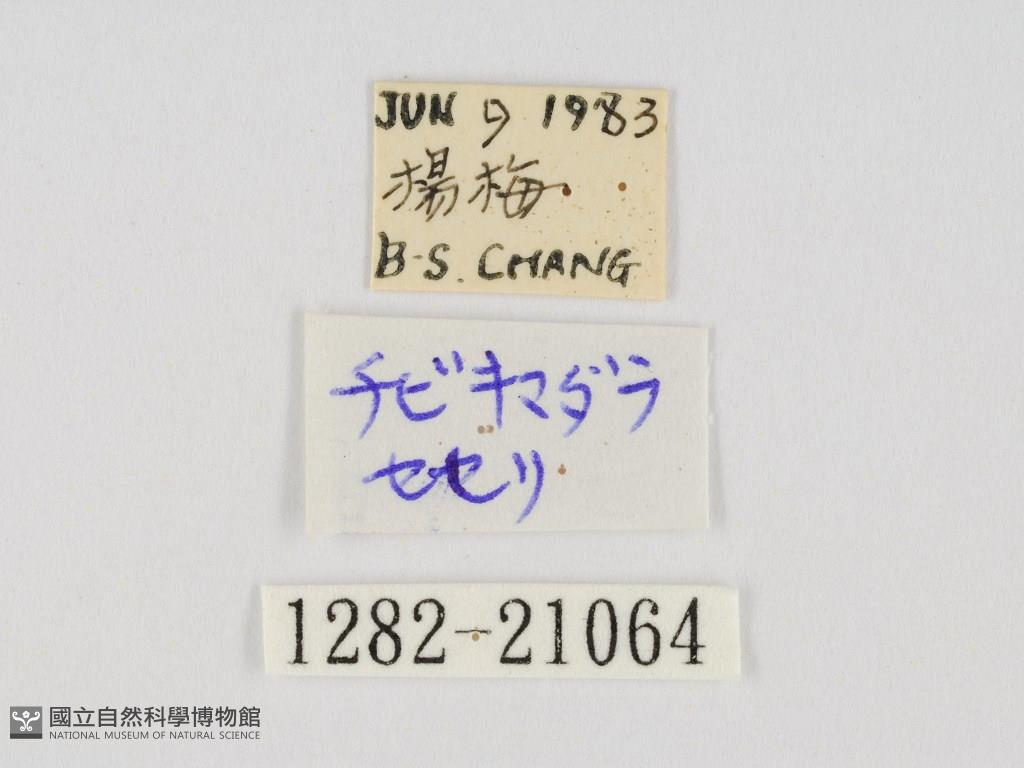 JUN 9 1983
楊梅
B-S. CHANG
チビキマダラ
セセリ
1282-21064
國立自然科學博物館
NATIONAL MUSEUM OF NATURAL SCIENCE